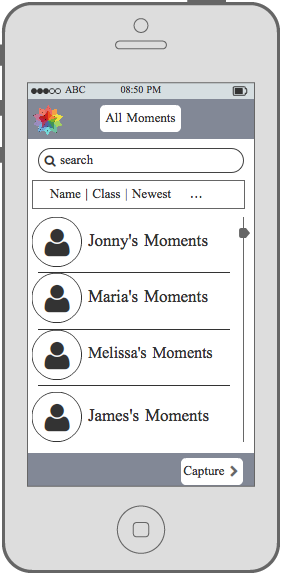 ABC 08:50 PM
All Moments
search
Name | Class | Newest ...
Jonny's Moments
Maria's Moments
Melissa's Moments
James's Moments
Capture